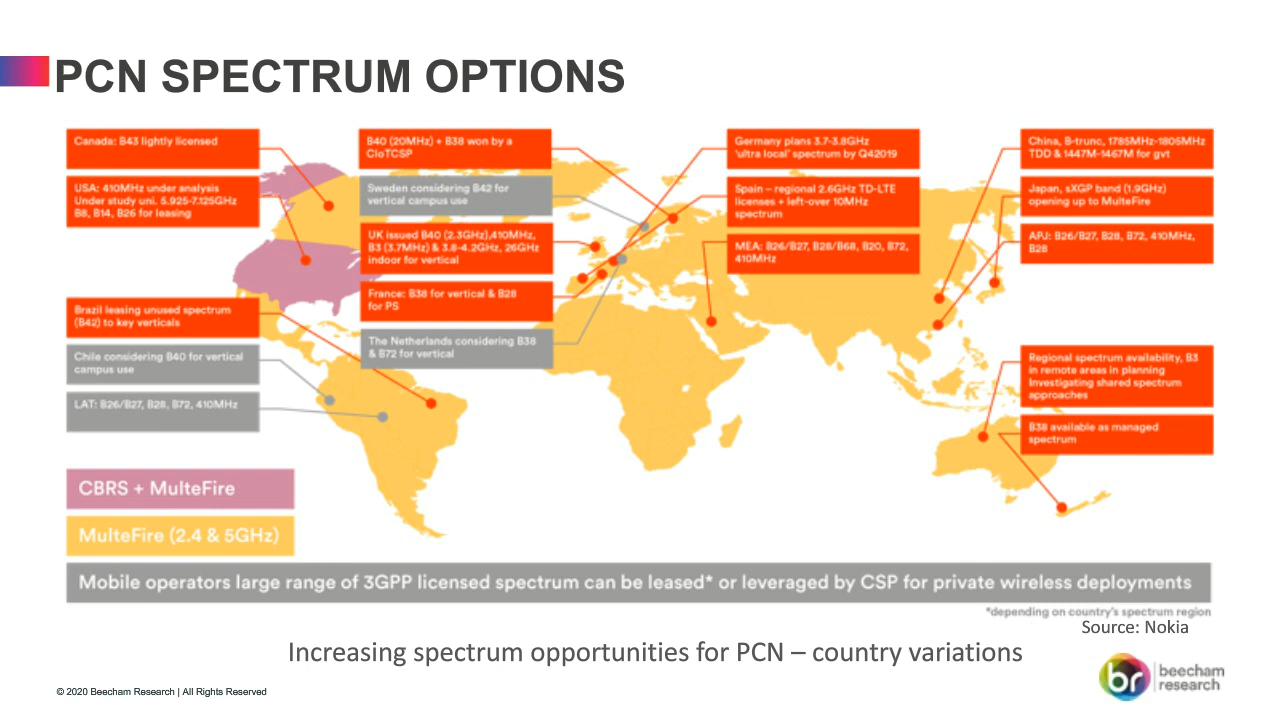 PCN SPECTRUM OPTIONS
Canada: B43 lightly licensed
USA: 410MHz under analysis
Under study uni. 5.925-7.125GHz
B8, B14, B26 for leasing
Brazil leasing unused spectrum
(B42) to key verticals
Chile considering B40 for vertical
campus use
LAT: B26/B27, B28, B72, 410MHz
B40 (20MHz) + B38 won by a
CIoTCSP
Sweden considering B42 for
vertical campus use
UK issued B40 (2.3GHz),410MHz,
B3 (3.7MHz) & 3.8-4.2GHz, 26GHz
indoor for vertical
France: B38 for vertical & B28
for PS
The Netherlands considering B38
& B72 for vertical
Germany plans 3.7-3.8GHz
'ultra local' spectrum by Q42019
Spain – regional 2.6GHz TD-LTE
licenses + left-over 10MHz
spectrum
MEA: B26/B27, B28/B68, B20, B72,
410MHz
China, B-trunc, 1785MHz-1805MHz
TDD & 1447M-1467M for gvt
Japan, sXGP band (1.9GHz)
opening up to MulteFire
APJ: B26/B27, B28, B72, 410MHz,
B28
Regional spectrum availability, B3
in remote areas in planning
Investigating shared spectrum
approaches
B38 available as managed
spectrum
CBRS + MulteFire
MulteFire (2.4 & 5GHz)
Mobile operators large range of 3GPP licensed spectrum can be leased* or leveraged by CSP for private wireless deployments
*depending on country's spectrum region
Source: Nokia
Increasing spectrum opportunities for PCN – country variations
© 2020 Beecham Research | All Rights Reserved
br
beecham
research